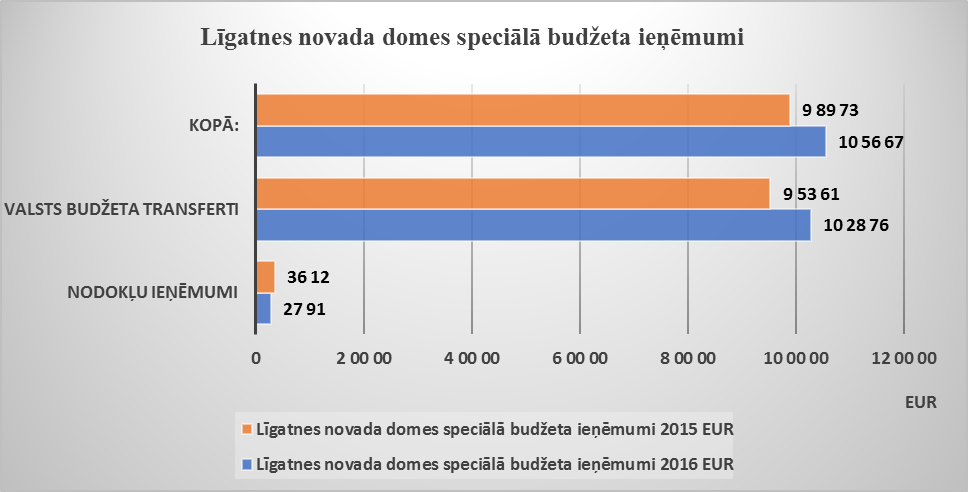 Līgatnes novada domes speciālā budžeta ieņēmumi
KOPĀ:
9 89 73
10 56 67
VALSTS BUDŽETA TRANSFERTI
9 53 61
10 28 76
NODOKĻU IEŅĒMUMI
36 12
27 91
0 2 00 00 4 00 00 6 00 00 8 00 00 10 00 00 12 00 00
EUR
Līgatnes novada domes speciālā budžeta ieņēmumi 2015 EUR
Līgatnes novada domes speciālā budžeta ieņēmumi 2016 EUR